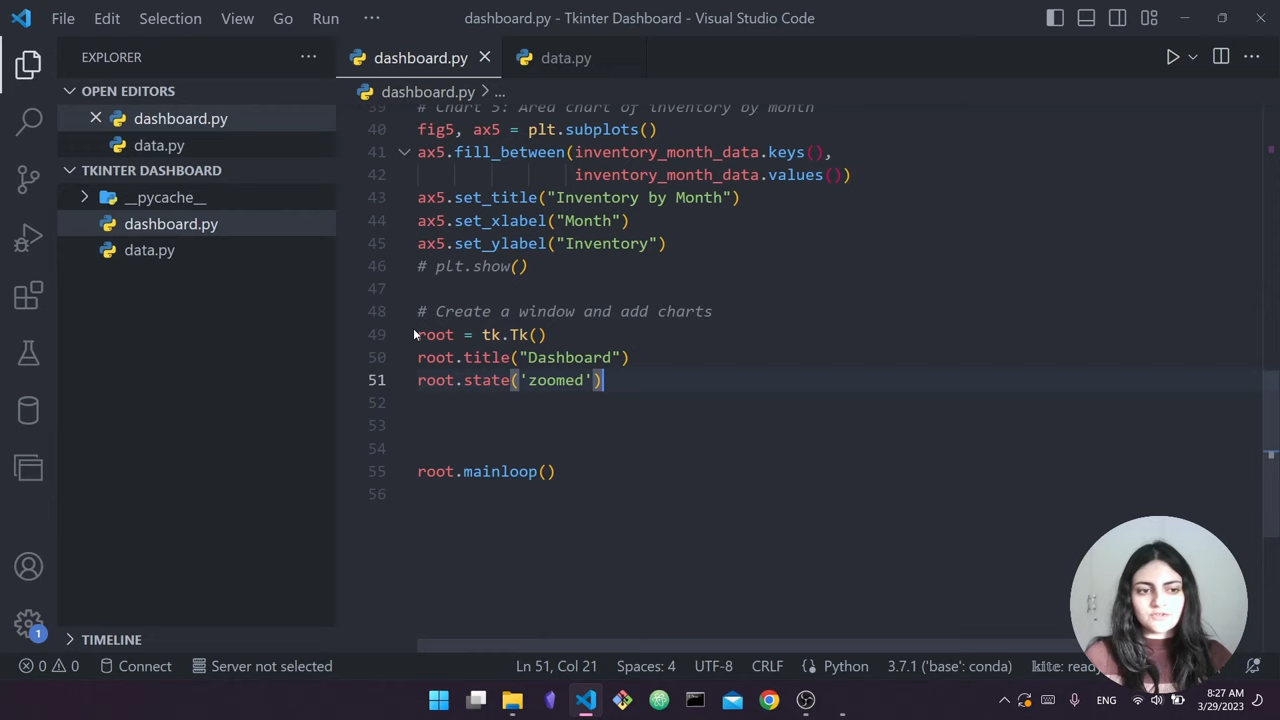 File Edit Selection View Go Run ···
dashboard.py - Tkinter Dashboard - Visual Studio Code
EXPLORER
OPEN EDITORS
dashboard.py
data.py
TKINTER DASHBOARD
__pycache__
dashboard.py
data.py
TIMELINE
dashboard.py
data.py
dashboard.py > ...
39 # Chart 5: Area chart of inventory by month
40 fig5, ax5 = plt.subplots()
41 ax5.fill_between(inventory_month_data.keys(),
42 inventory_month_data.values())
43 ax5.set_title("Inventory by Month")
44 ax5.set_xlabel("Month")
45 ax5.set_ylabel("Inventory")
46 # plt.show()
47
48 # Create a window and add charts
49 root = tk.Tk()
50 root.title("Dashboard")
51 root.state('zoomed')
52
53
54
55 root.mainloop()
56
1
0 0 Connect Server not selected Ln 51, Col 21 Spaces: 4 UTF-8 CRLF Python 3.7.1 ('base': conda) kite: ready
ENG 8:27 AM
3/29/2023